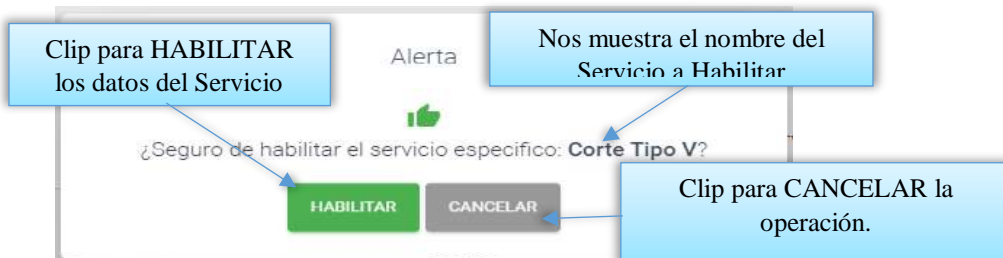 Clip para HABILITAR
los datos del Servicio
Alerta
Nos muestra el nombre del
Servicio a Habilitar
¿Seguro de habilitar el servicio especifico: Corte Tipo V?
HABILITAR
CANCELAR
Clip para CANCELAR la
operación.